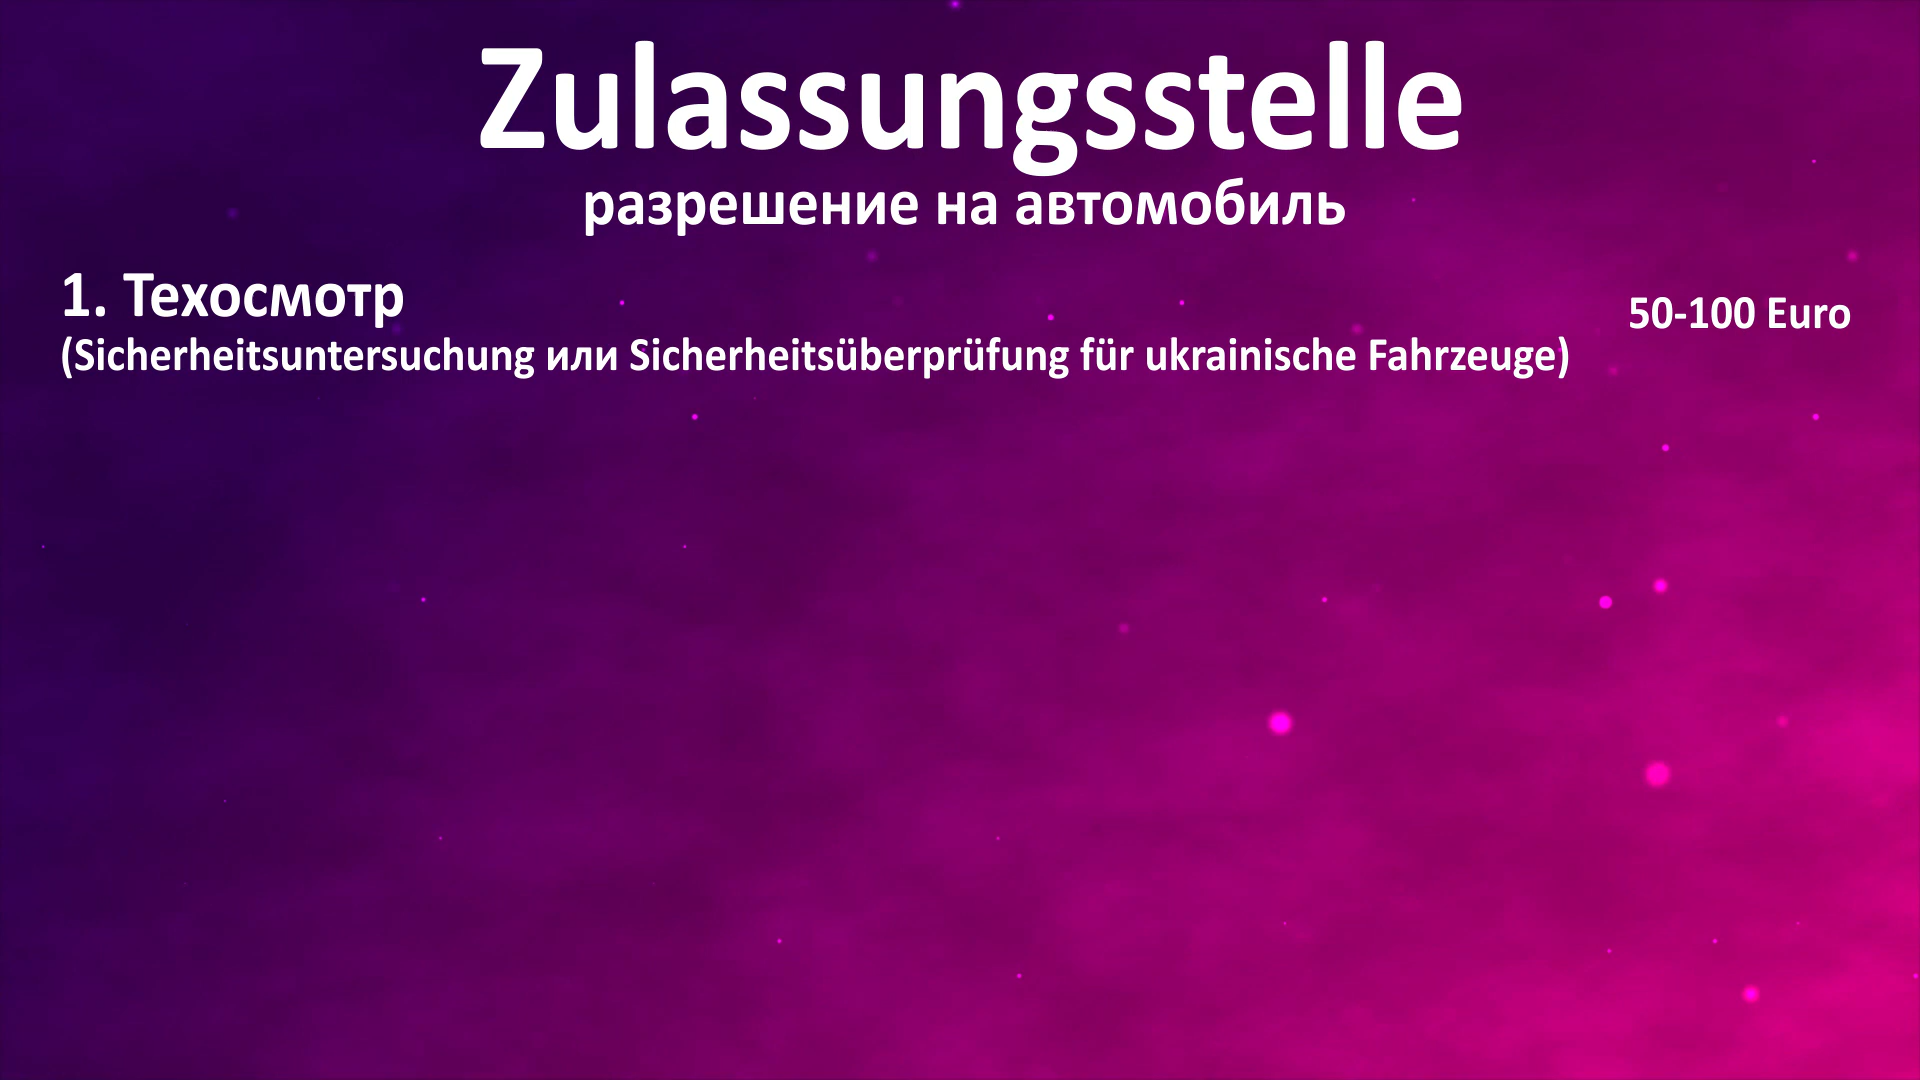 Zulassungsstelle
разрешение на автомобиль
1. Техосмотр
50-100 Euro
(Sicherheitsuntersuchung или Sicherheitsüberprüfung für ukrainische Fahrzeuge)